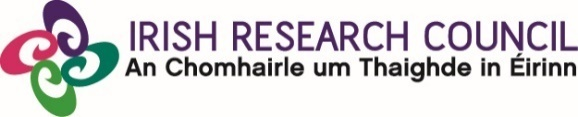 IRISH RESEARCH COUNCIL
An Chomhairle um Thaighde in Éirinn